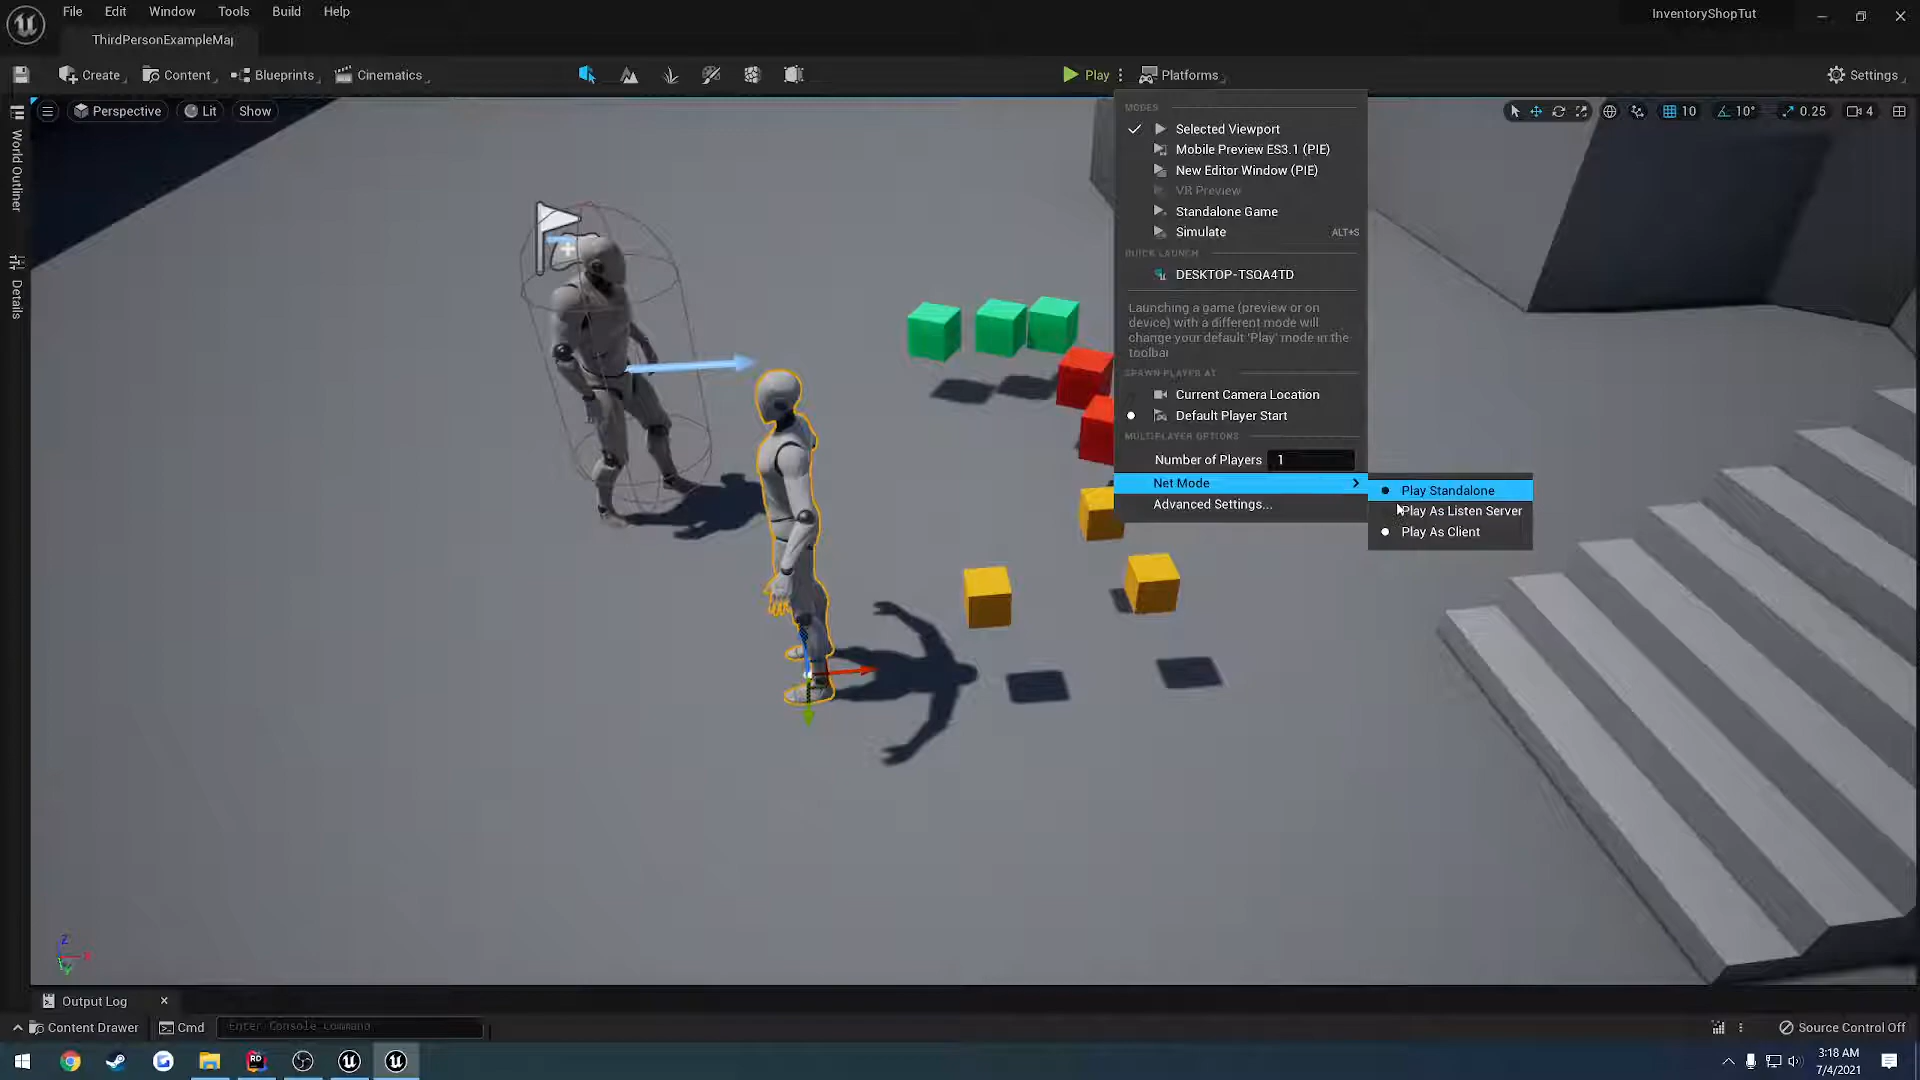 File Edit Window Tools Build Help
InventoryShopTut
ThirdPersonExampleMap
Create Content Blueprints Cinematics Play Platforms Settings
Perspective Lit Show
10 10° 0.25 4
World Outliner
Details
MODES
Selected Viewport
Mobile Preview ES3.1 (PIE)
New Editor Window (PIE)
VR Preview
Standalone Game
Simulate ALT+S
QUICK LAUNCH
DESKTOP-TSQA4TD
Launching a game (preview or on
device) with a different mode will
change your default 'Play' mode in the
toolbar
SPAWN PLAYER AT
Current Camera Location
Default Player Start
MULTIPLAYER OPTIONS
Number of Players 1
Net Mode
Advanced Settings...
Play Standalone
Play As Listen Server
Play As Client
Z
X
Y
Output Log
Content Drawer Cmd Enter Console Command Source Control Off
RD
3:18 AM
7/4/2021